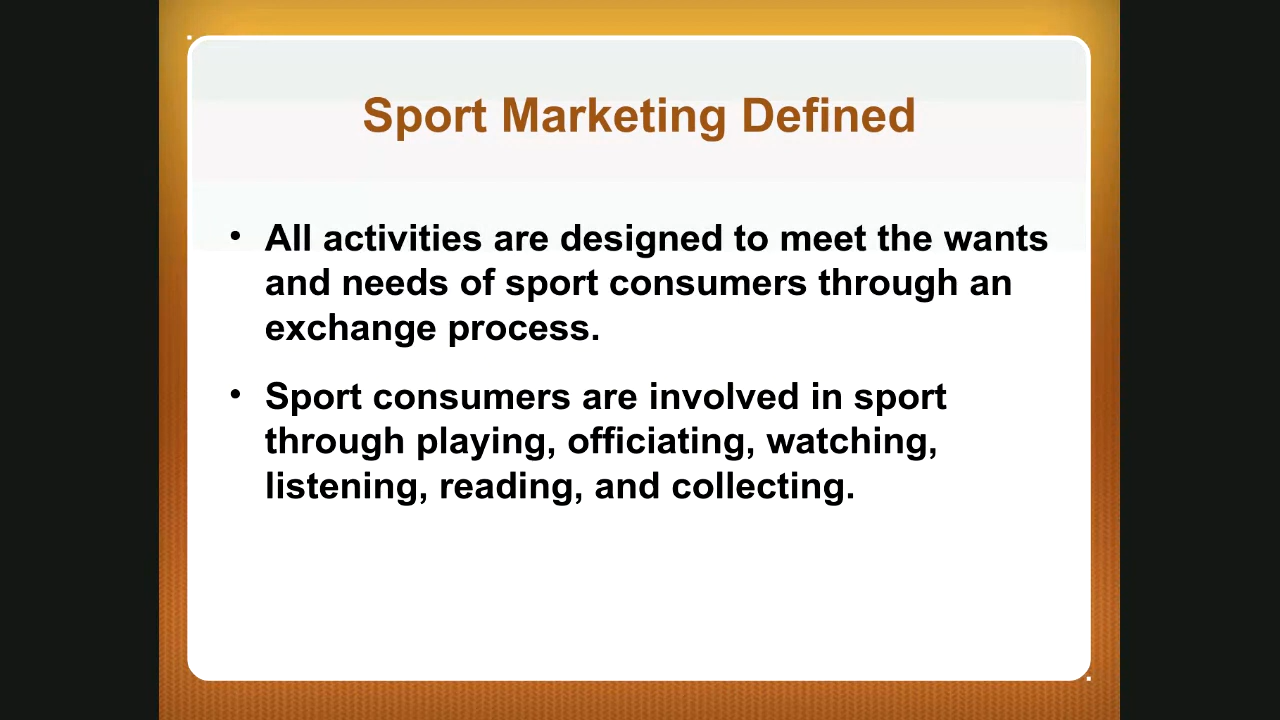 Sport Marketing Defined
• All activities are designed to meet the wants
and needs of sport consumers through an
exchange process.
• Sport consumers are involved in sport
through playing, officiating, watching,
listening, reading, and collecting.